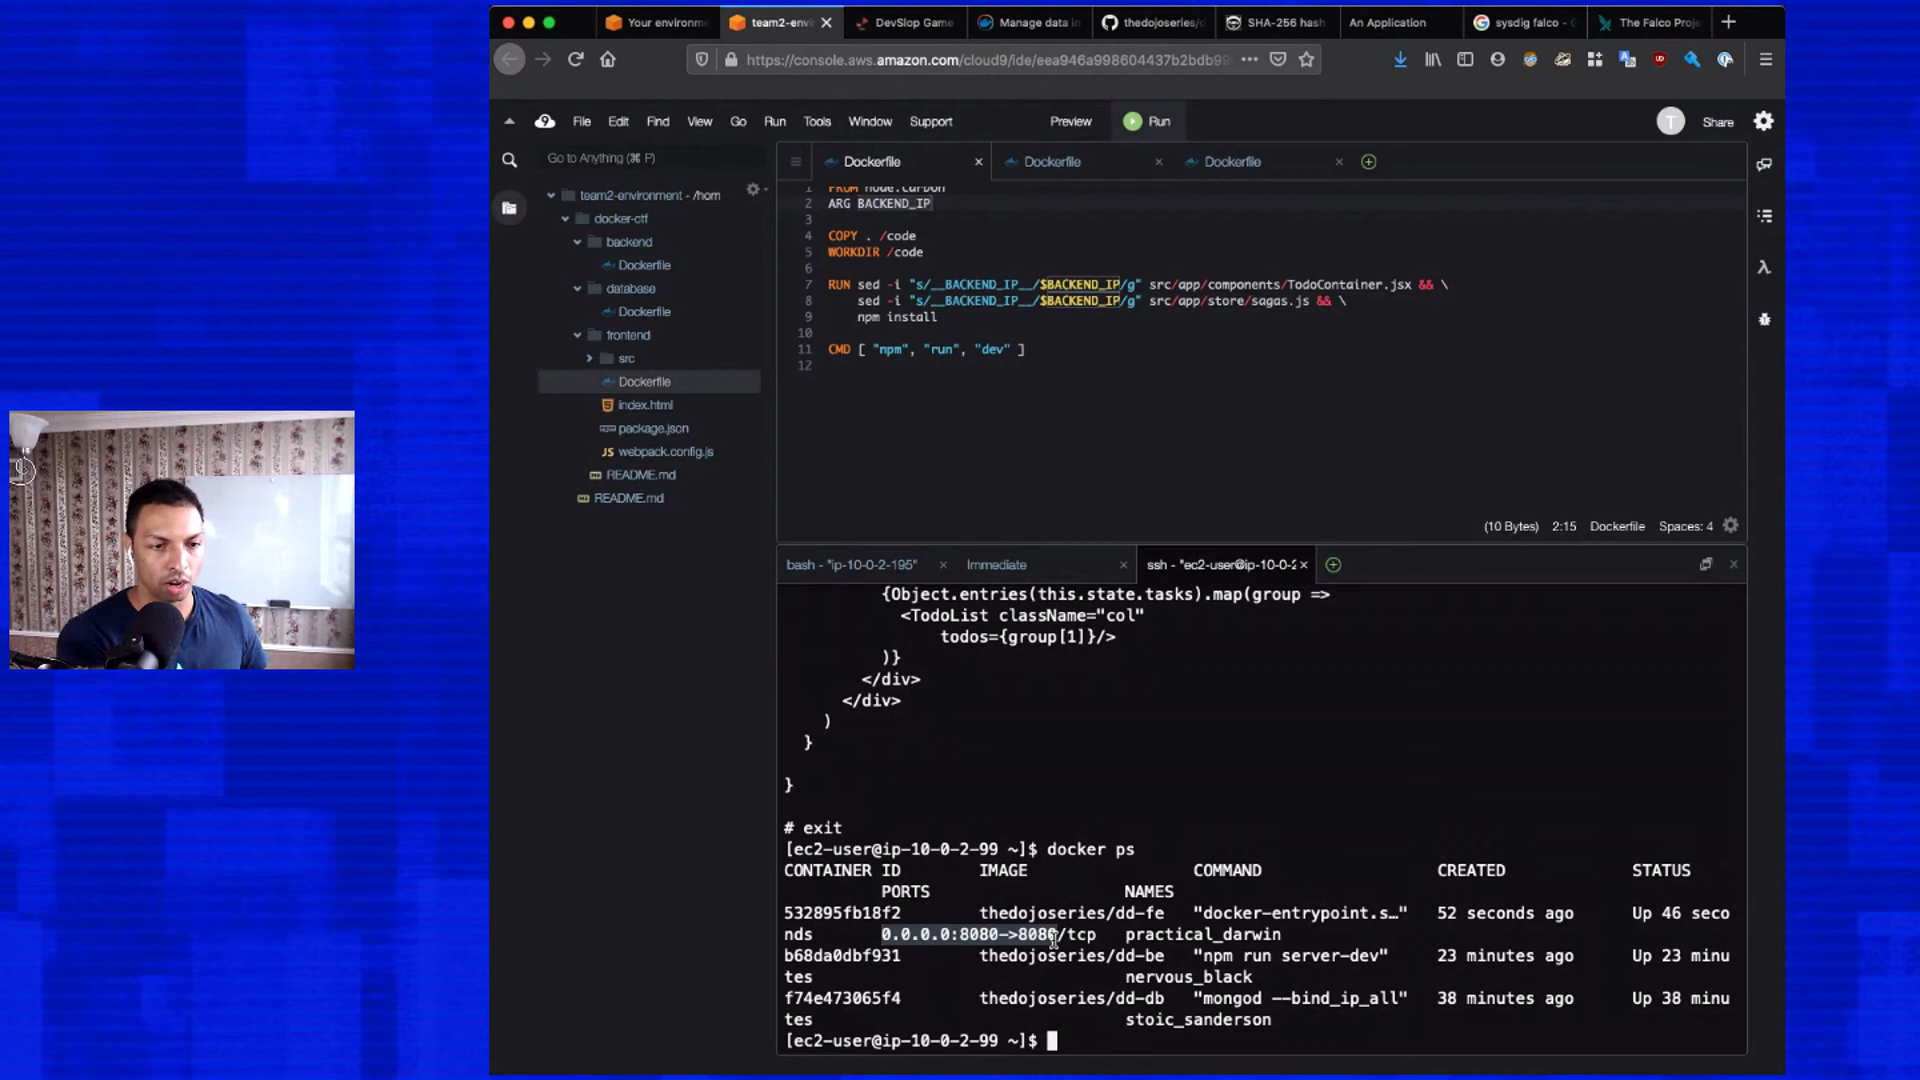 Your environme
team2-envi
DevSlop Game
Manage data in
thedojoseries/d
SHA-256 hash
An Application
sysdig falco - G
The Falco Proje
https://console.aws.amazon.com/cloud9/ide/eea946a998604437b2bdb99
File Edit Find View Go Run Tools Window Support Preview Run
T Share
Go to Anything (⌘ P)
team2-environment - /hom
docker-ctf
backend
Dockerfile
database
Dockerfile
frontend
src
Dockerfile
index.html
package.json
JS webpack.config.js
README.md
README.md
Dockerfile
Dockerfile
Dockerfile
1 FROM node:carbon
2 ARG BACKEND_IP
3
4 COPY . /code
5 WORKDIR /code
6
7 RUN sed -i "s/__BACKEND_IP__/$BACKEND_IP/g" src/app/components/TodoContainer.jsx && \
8 sed -i "s/__BACKEND_IP__/$BACKEND_IP/g" src/app/store/sagas.js && \
9 npm install
10
11 CMD [ "npm", "run", "dev" ]
12
(10 Bytes) 2:15 Dockerfile Spaces: 4
bash - "ip-10-0-2-195"
Immediate
ssh - "ec2-user@ip-10-0-2
{Object.entries(this.state.tasks).map(group =>
<TodoList className="col"
todos={group[1]}/>
)}
</div>
</div>
)
}
}
# exit
[ec2-user@ip-10-0-2-99 ~]$ docker ps
CONTAINER ID IMAGE COMMAND CREATED STATUS
PORTS NAMES
532895fb18f2 thedojoseries/dd-fe "docker-entrypoint.s…" 52 seconds ago Up 46 seco
nds 0.0.0.0:8080->8080/tcp practical_darwin
b68da0dbf931 thedojoseries/dd-be "npm run server-dev" 23 minutes ago Up 23 minu
tes nervous_black
f74e473065f4 thedojoseries/dd-db "mongod --bind_ip_all" 38 minutes ago Up 38 minu
tes stoic_sanderson
[ec2-user@ip-10-0-2-99 ~]$